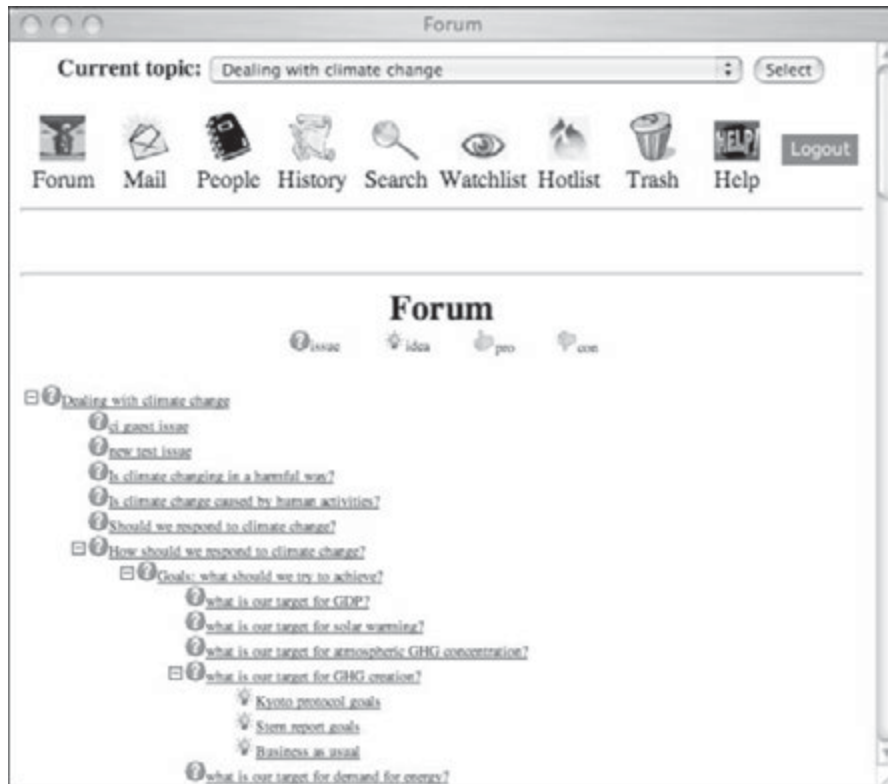 Forum
Current topic: Dealing with climate change Select
HELP! Logout
Forum Mail People History Search Watchlist Hotlist Trash Help
Forum
issue idea pro con
Dealing with climate change
ci guest issue
new test issue
Is climate changing in a harmful way?
Is climate change caused by human activities?
Should we respond to climate change?
How should we respond to climate change?
Goals: what should we try to achieve?
what is our target for GDP?
what is our target for solar warming?
what is our target for atmospheric GHG concentration?
what is our target for GHG creation?
Kyoto protocol goals
Stern report goals
Business as usual
what is our target for demand for energy?